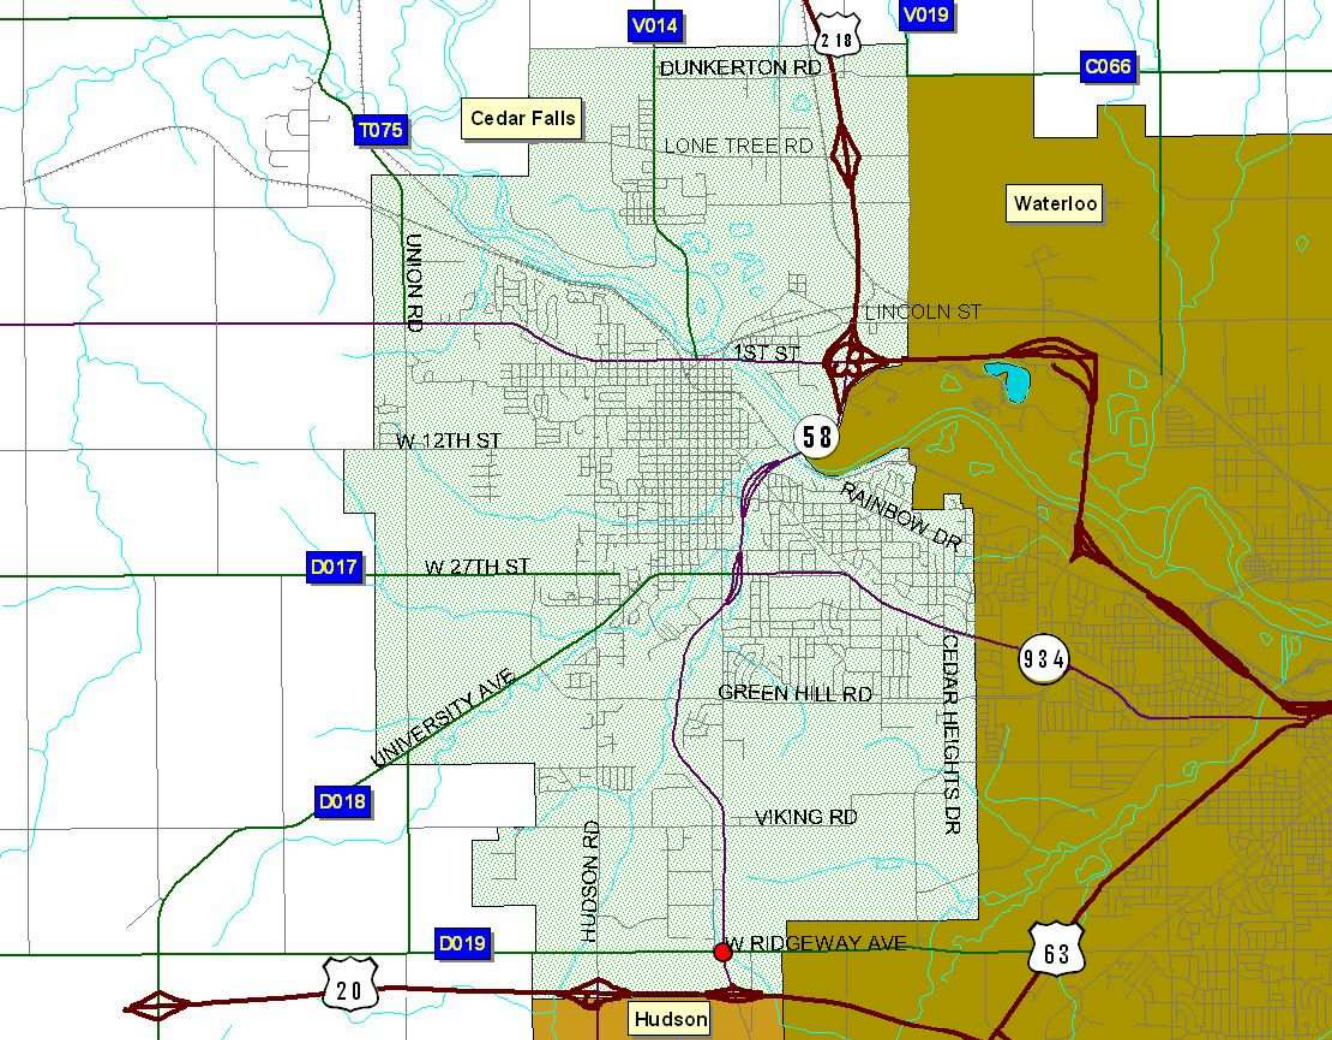 V014
218
V019
DUNKERTON RD
C066
Cedar Falls
T075
LONE TREE RD
Waterloo
UNION RD
LINCOLN ST
1ST ST
58
W 12TH ST
RAINBOW DR
D017
W 27TH ST
934
CEDAR HEIGHTS DR
UNIVERSITY AVE
GREEN HILL RD
D018
VIKING RD
HUDSON RD
D019
W RIDGEWAY AVE
63
20
Hudson